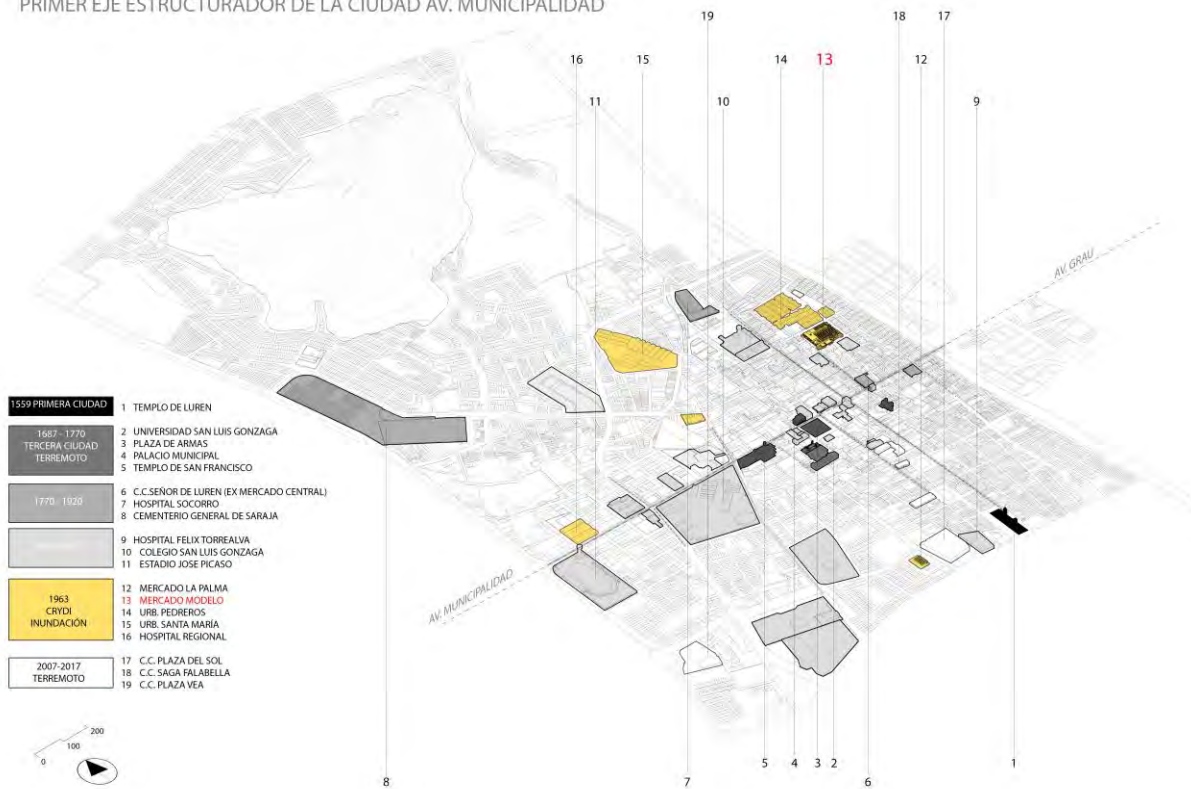 PRIMER EJE ESTRUCTURADOR DE LA CIUDAD AV. MUNICIPALIDAD
19
18
17
16
15
14
13
12
11
10
9
AV. GRAU
AV. MUNICIPALIDAD
1559 PRIMERA CIUDAD
1 TEMPLO DE LUREN
1687 - 1770
TERCERA CIUDAD
TERREMOTO
2 UNIVERSIDAD SAN LUIS GONZAGA
3 PLAZA DE ARMAS
4 PALACIO MUNICIPAL
5 TEMPLO DE SAN FRANCISCO
1770 - 1920
6 C.C.SEÑOR DE LUREN (EX MERCADO CENTRAL)
7 HOSPITAL SOCORRO
8 CEMENTERIO GENERAL DE SARAJA
9 HOSPITAL FELIX TORREALVA
10 COLEGIO SAN LUIS GONZAGA
11 ESTADIO JOSE PICASO
1963
CRYDI
INUNDACIÓN
12 MERCADO LA PALMA
13 MERCADO MODELO
14 URB. PEDREROS
15 URB. SANTA MARÍA
16 HOSPITAL REGIONAL
2007-2017
TERREMOTO
17 C.C. PLAZA DEL SOL
18 C.C. SAGA FALABELLA
19 C.C. PLAZA VEA
0
100
200
8
7
5
4
3
2
6
1